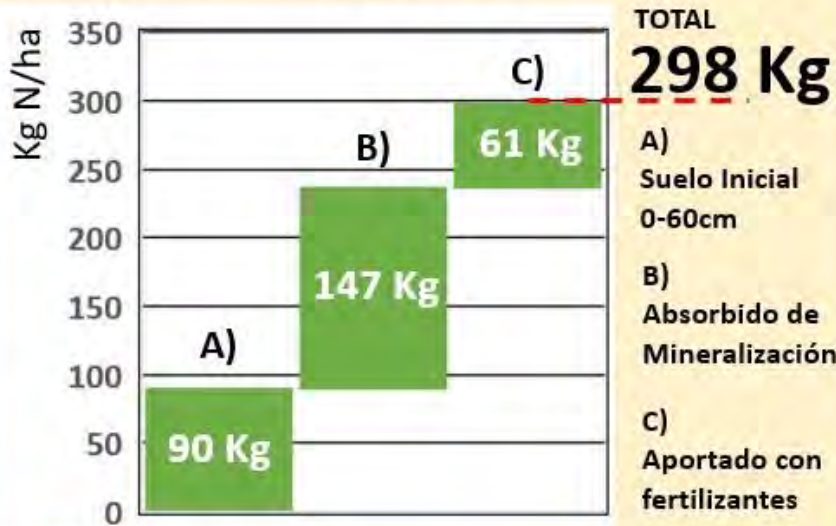 Kg N/ha
350
300
250
200
150
100
50
0
A)
90 Kg
B)
147 Kg
C)
61 Kg
TOTAL
298 Kg
A)
Suelo Inicial
0-60cm
B)
Absorbido de
Mineralización
C)
Aportado con
fertilizantes